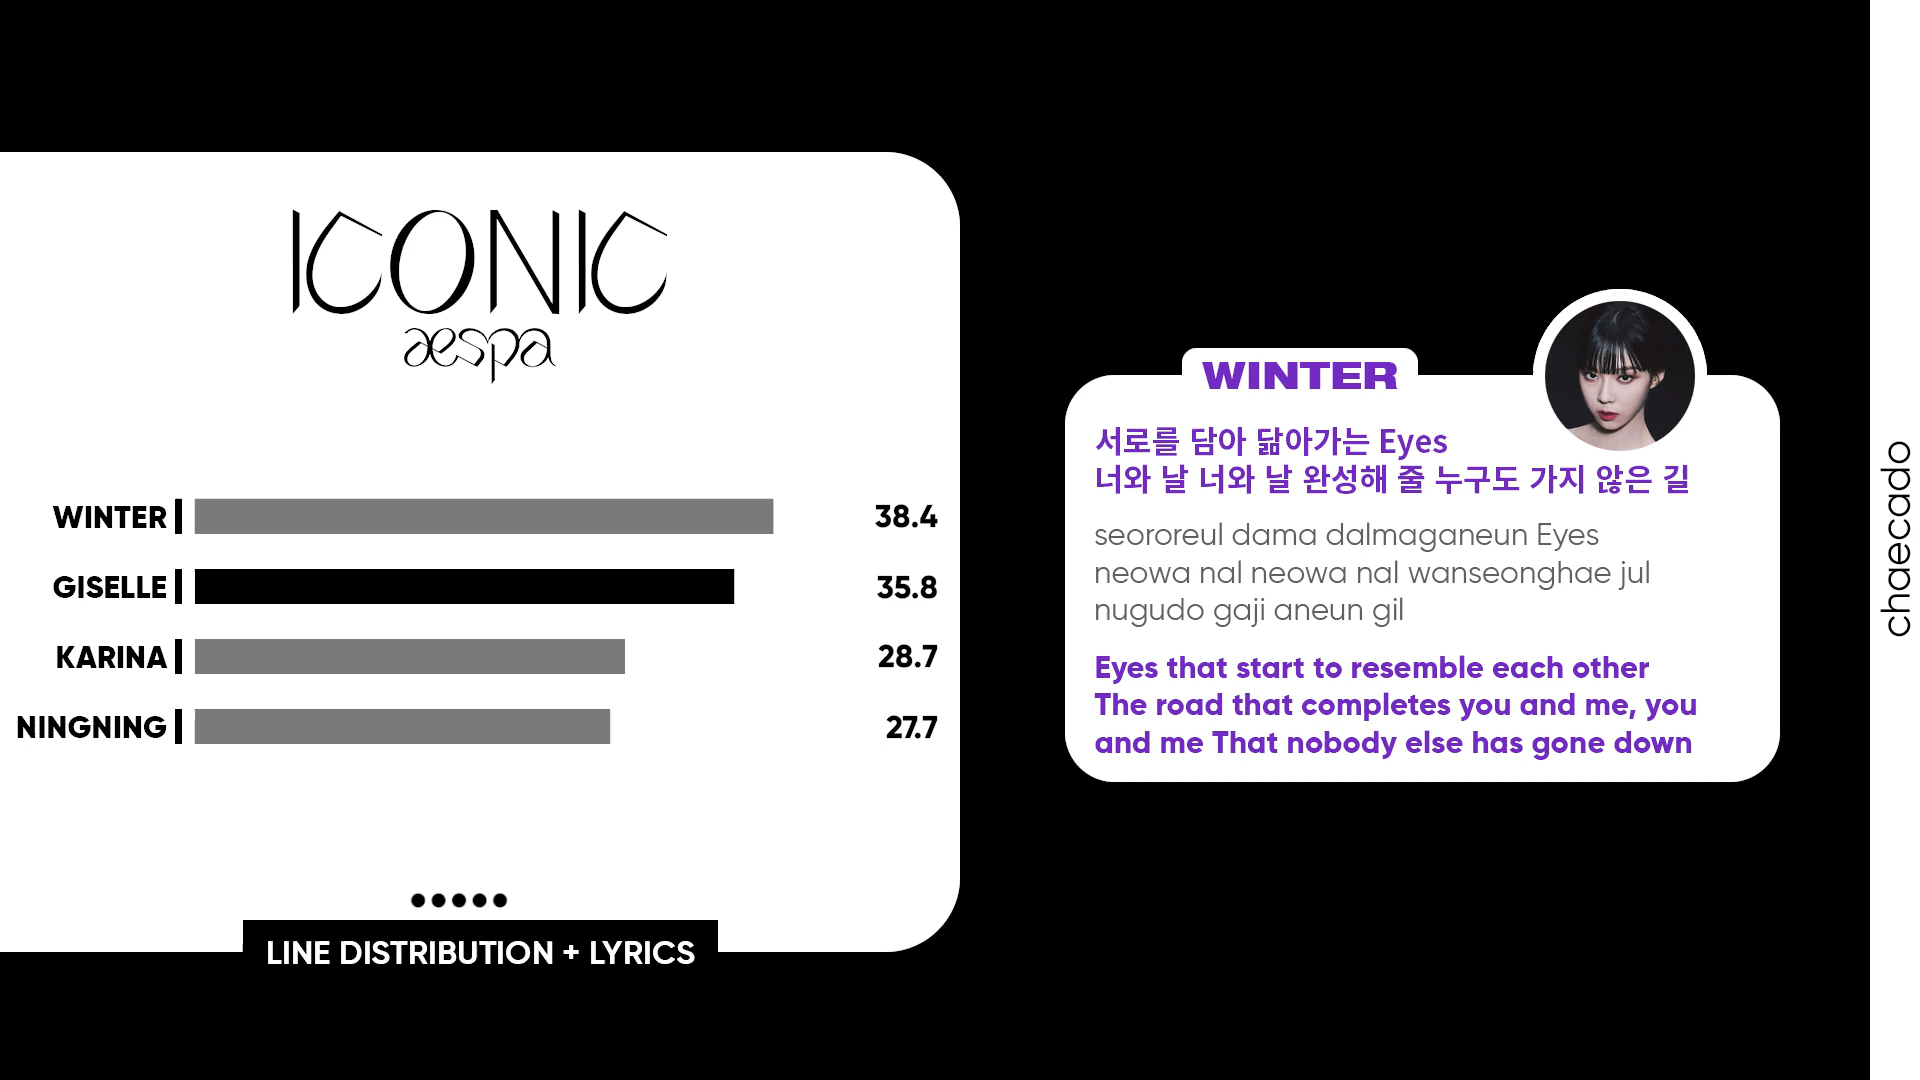 ICONIC
aespa
WINTER 38.4
GISELLE 35.8
KARINA 28.7
NINGNING 27.7
LINE DISTRIBUTION + LYRICS
WINTER
서로를 담아 닮아가는 Eyes
너와 날 너와 날 완성해 줄 누구도 가지 않은 길
seororeul dama dalmaganeun Eyes
neowa nal neowa nal wanseonghae jul
nugudo gaji aneun gil
Eyes that start to resemble each other
The road that completes you and me, you
and me That nobody else has gone down
chaecado